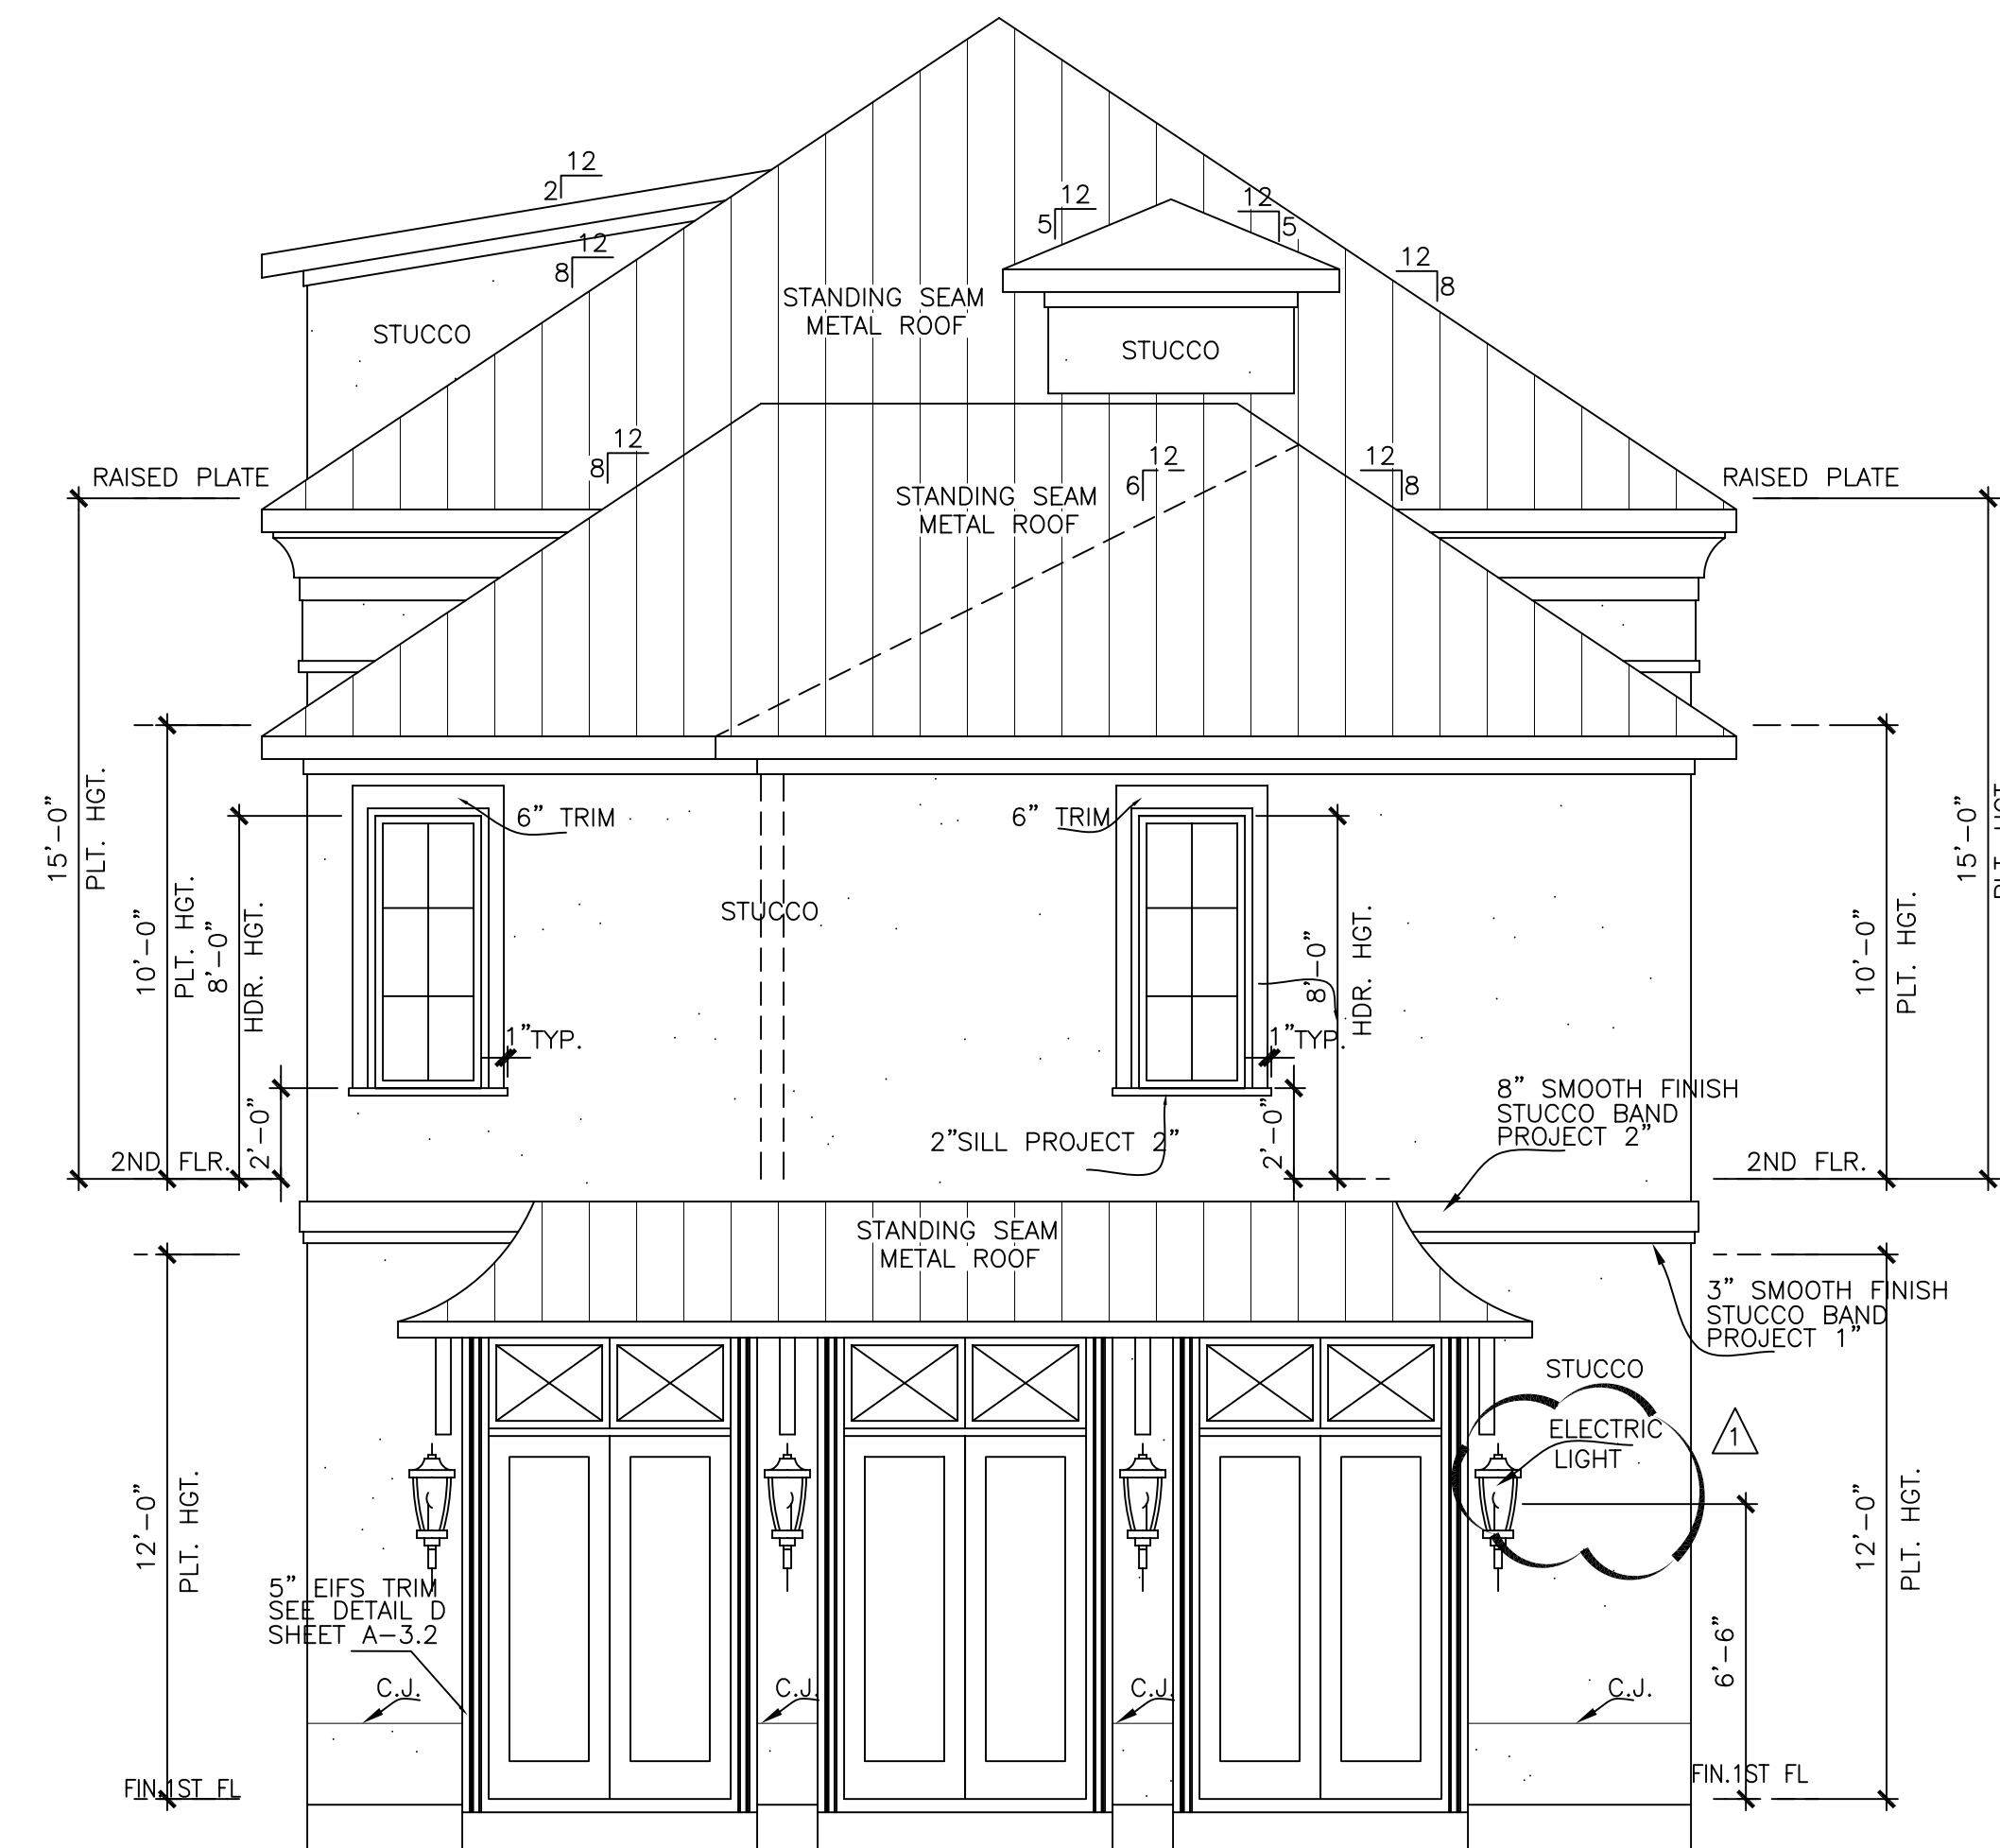 12
2
12
5
12
5
12
8
12
8
STANDING SEAM
METAL ROOF
STUCCO
STUCCO
12
8
12
6
12
8
RAISED PLATE
RAISED PLATE
STANDING SEAM
METAL ROOF
15'-0"
PLT. HGT.
10'-0"
PLT. HGT.
8'-0"
HDR. HGT.
6" TRIM
6" TRIM
STUCCO
8'-0"
HDR. HGT.
10'-0"
PLT. HGT.
15'-0"
PLT. HGT.
1"TYP.
1"TYP.
2'-0"
2'-0"
2"SILL PROJECT 2"
8" SMOOTH FINISH
STUCCO BAND
PROJECT 2"
2ND FLR.
2ND FLR.
STANDING SEAM
METAL ROOF
3" SMOOTH FINISH
STUCCO BAND
PROJECT 1"
STUCCO
ELECTRIC
LIGHT
1
12'-0"
PLT. HGT.
12'-0"
PLT. HGT.
5" EIFS TRIM
SEE DETAIL D
SHEET A-3.2
6'-6"
C.J.
C.J.
C.J.
C.J.
FIN.1ST FL
FIN.1ST FL